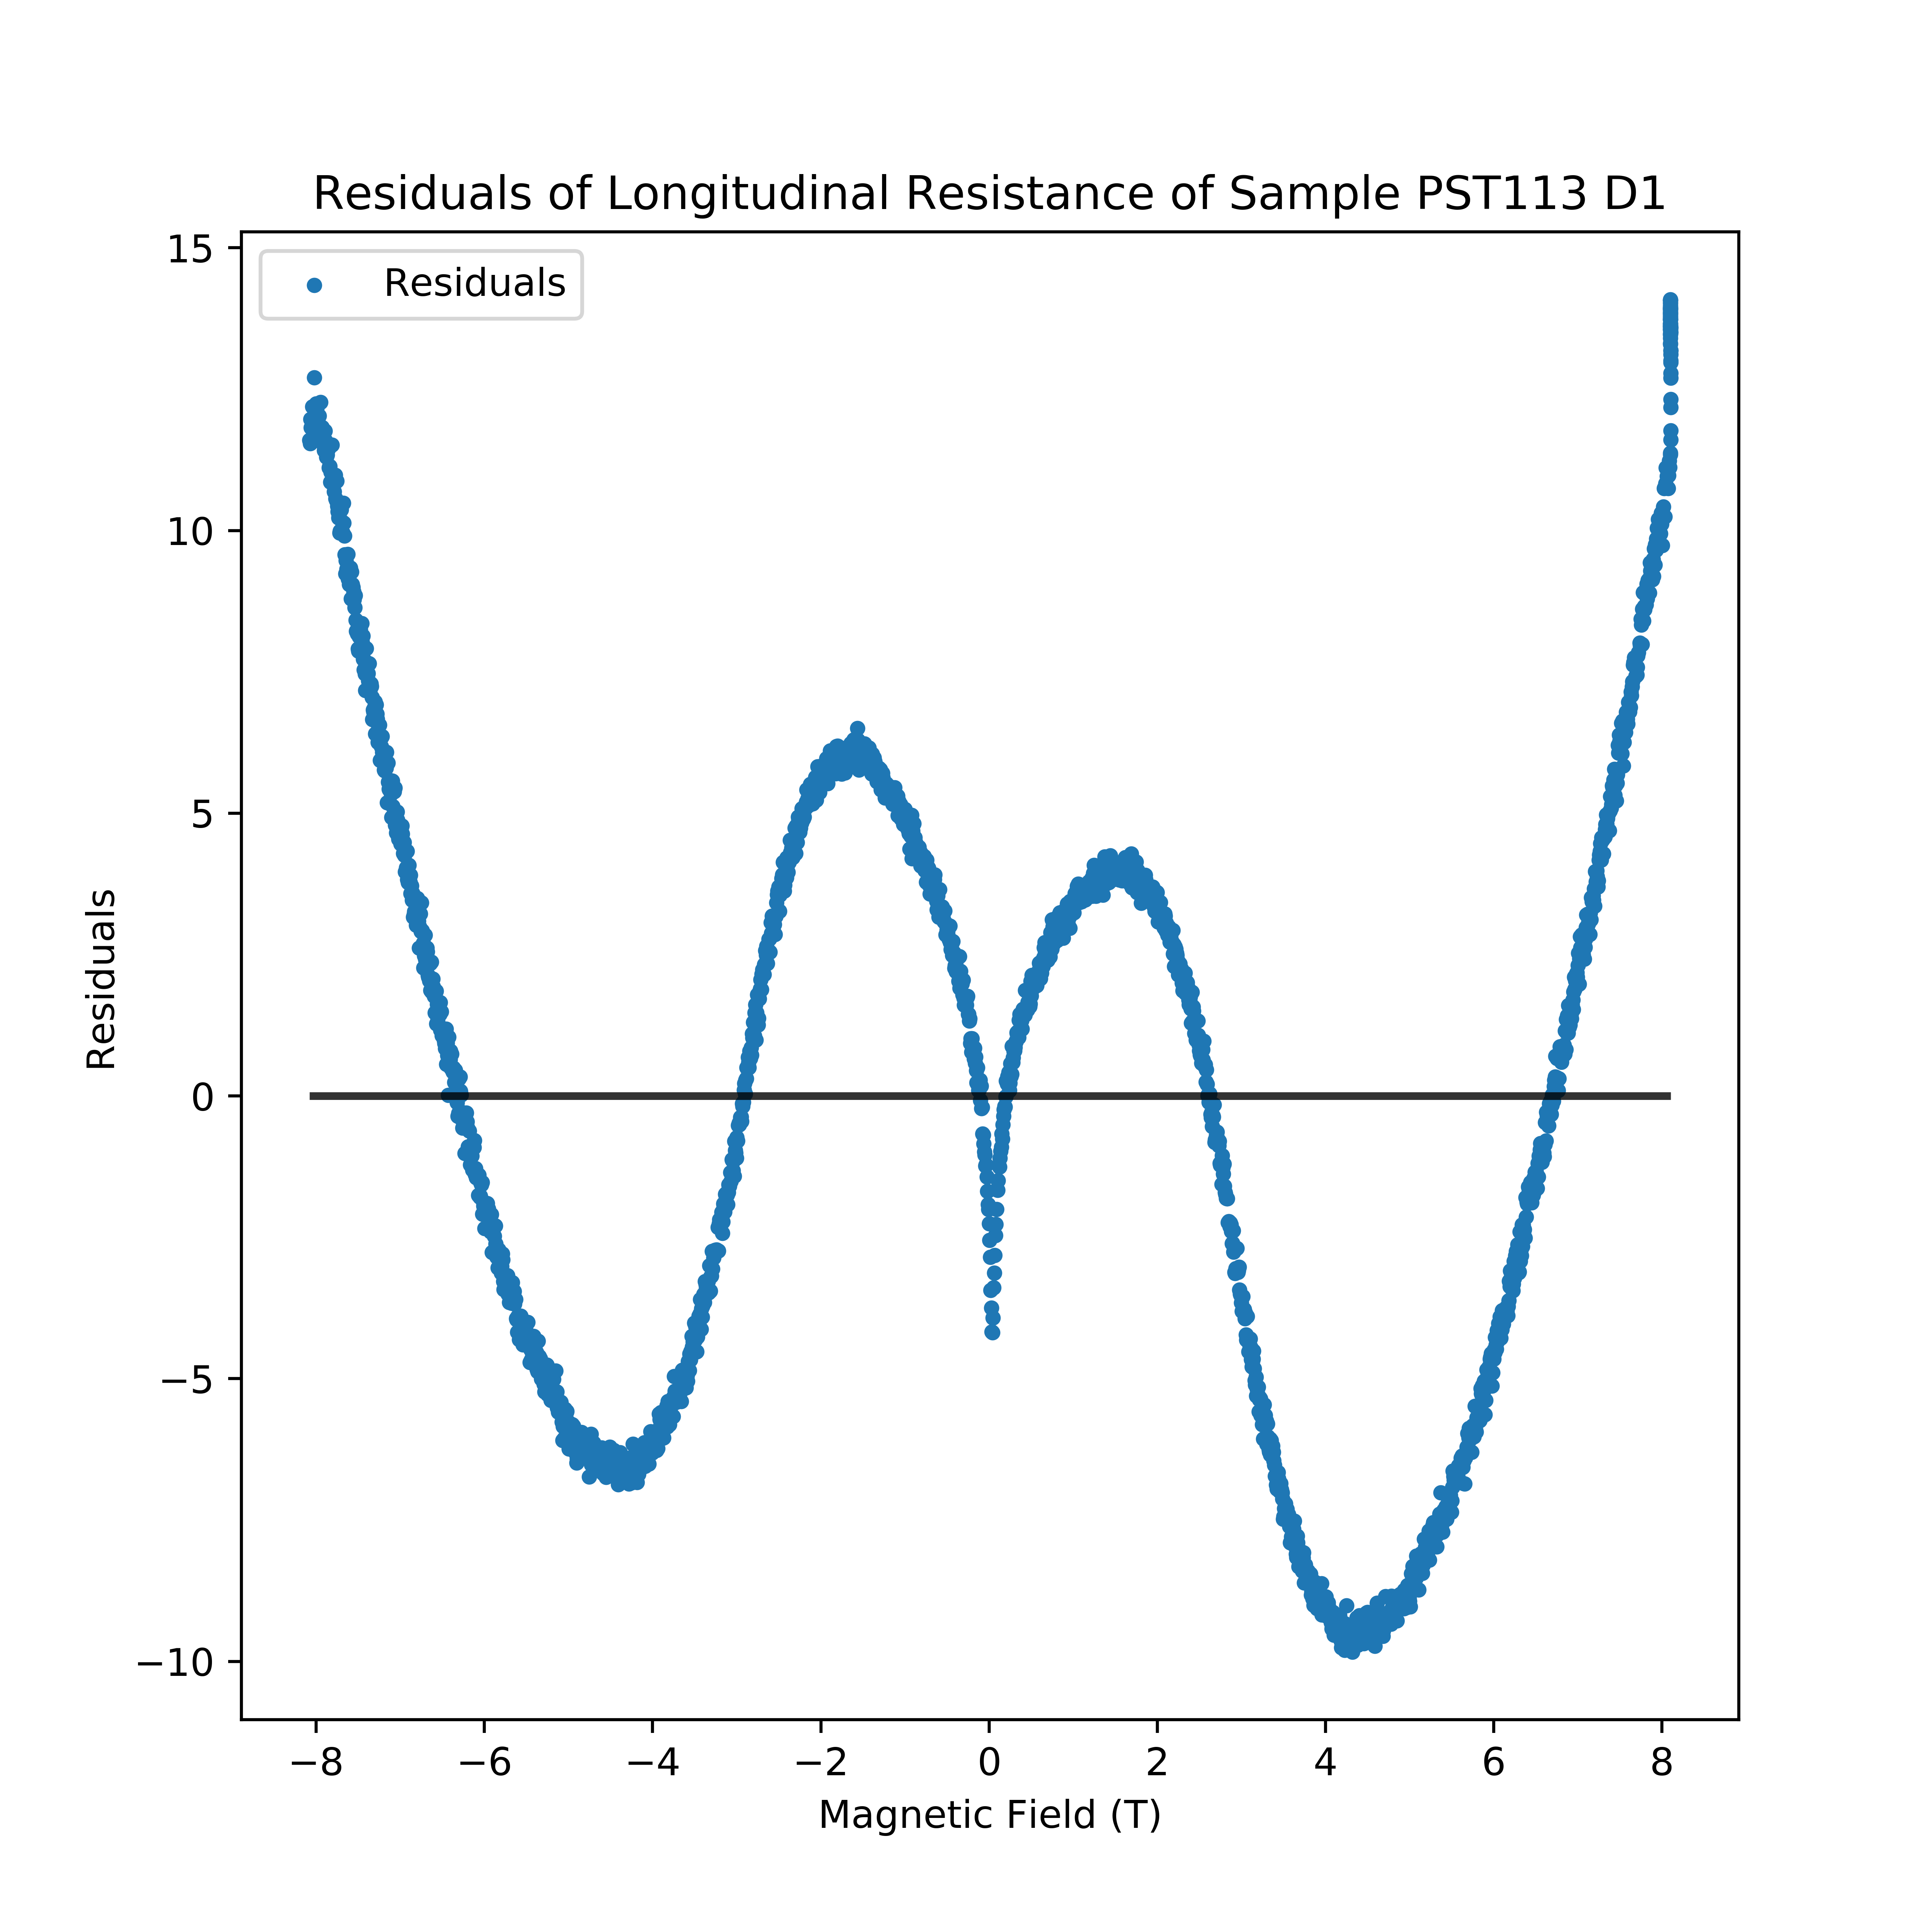 Residuals of Longitudinal Resistance of Sample PST113 D1
Residuals
15
10
5
0
−5
−10
Residuals
−8 −6 −4 −2 0 2 4 6 8
Magnetic Field (T)